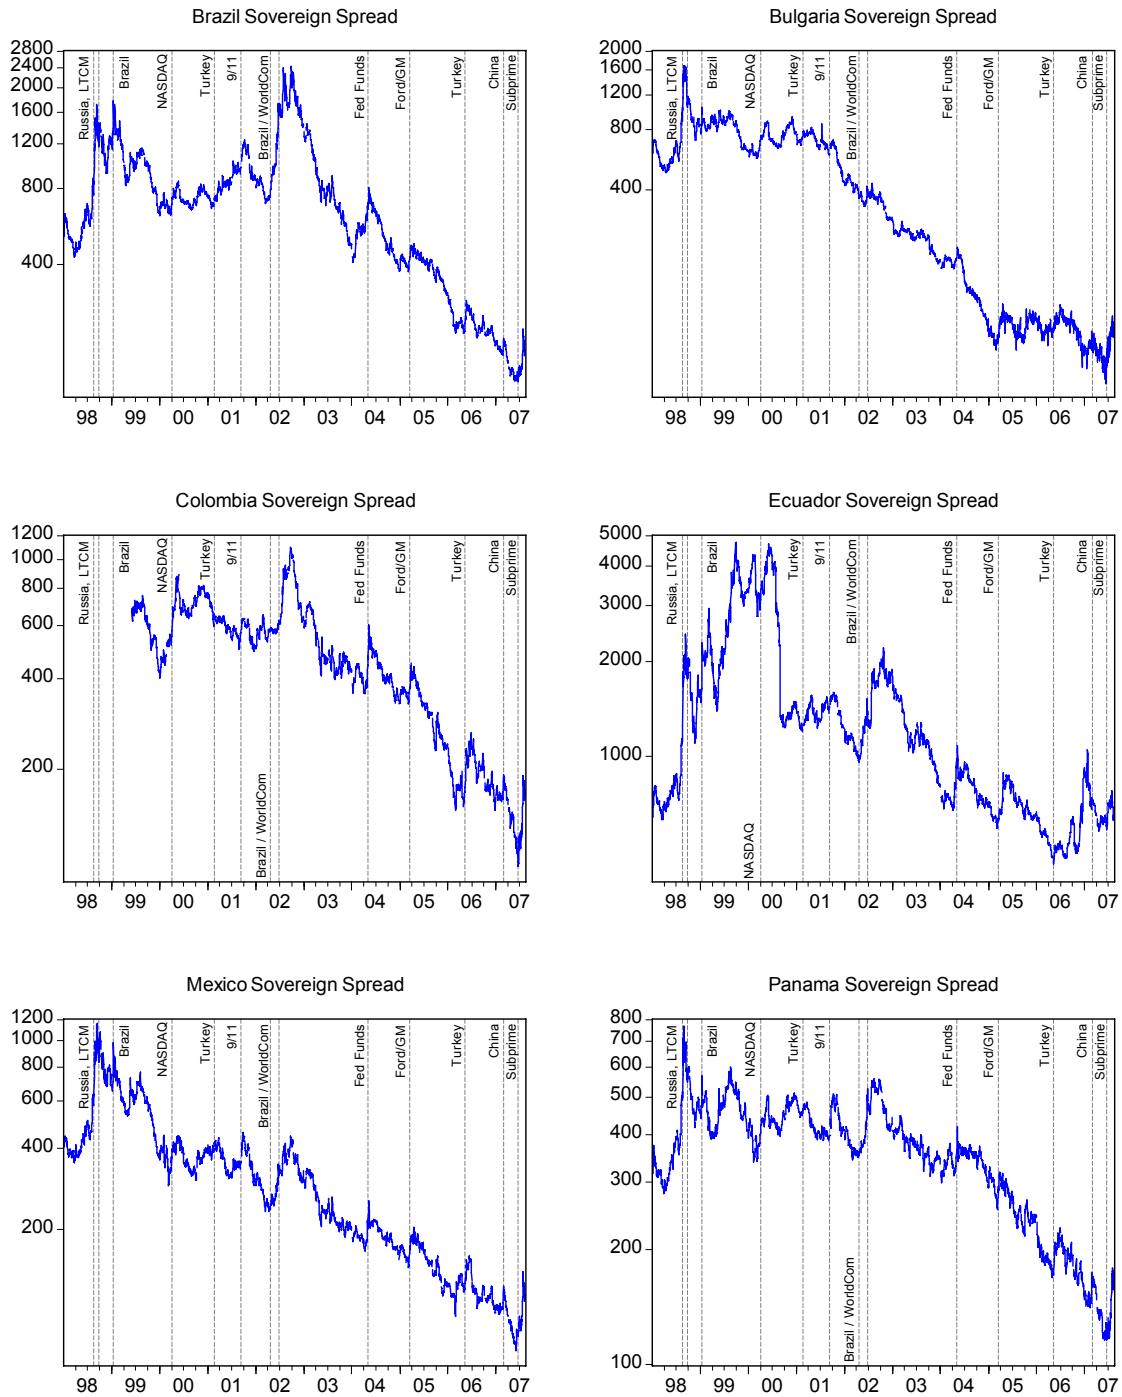 Brazil Sovereign Spread
2800
2400
2000
1600
1200
800
400
Russia, LTCM
Brazil
NASDAQ
Turkey
9/11
Brazil / WorldCom
Fed Funds
Ford/GM
Turkey
China
Subprime
98 99 00 01 02 03 04 05 06 07
Bulgaria Sovereign Spread
2000
1600
1200
800
400
Russia, LTCM
Brazil
NASDAQ
Turkey
9/11
Brazil / WorldCom
Fed Funds
Ford/GM
Turkey
China
Subprime
98 99 00 01 02 03 04 05 06 07
Colombia Sovereign Spread
1200
1000
800
600
400
200
Russia, LTCM
Brazil
NASDAQ
Turkey
9/11
Brazil / WorldCom
Fed Funds
Ford/GM
Turkey
China
Subprime
98 99 00 01 02 03 04 05 06 07
Ecuador Sovereign Spread
5000
4000
3000
2000
1000
Russia, LTCM
Brazil
NASDAQ
Turkey
9/11
Brazil / WorldCom
Fed Funds
Ford/GM
Turkey
China
Subprime
98 99 00 01 02 03 04 05 06 07
Mexico Sovereign Spread
1200
1000
800
600
400
200
Russia, LTCM
Brazil
NASDAQ
Turkey
9/11
Brazil / WorldCom
Fed Funds
Ford/GM
Turkey
China
Subprime
98 99 00 01 02 03 04 05 06 07
Panama Sovereign Spread
800
700
600
500
400
300
200
100
Russia, LTCM
Brazil
NASDAQ
Turkey
9/11
Brazil / WorldCom
Fed Funds
Ford/GM
Turkey
China
Subprime
98 99 00 01 02 03 04 05 06 07